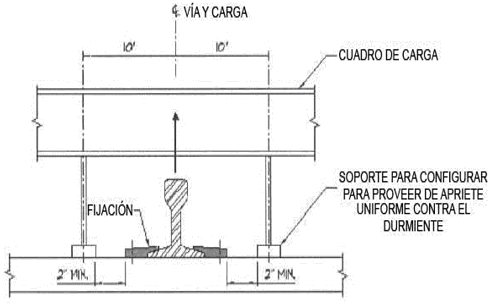 ℄ VÍA Y CARGA
10' 10'
CUADRO DE CARGA
SOPORTE PARA CONFIGURAR
PARA PROVEER DE APRIETE
UNIFORME CONTRA EL
DURMIENTE
FIJACIÓN
2" MIN. 2" MIN.